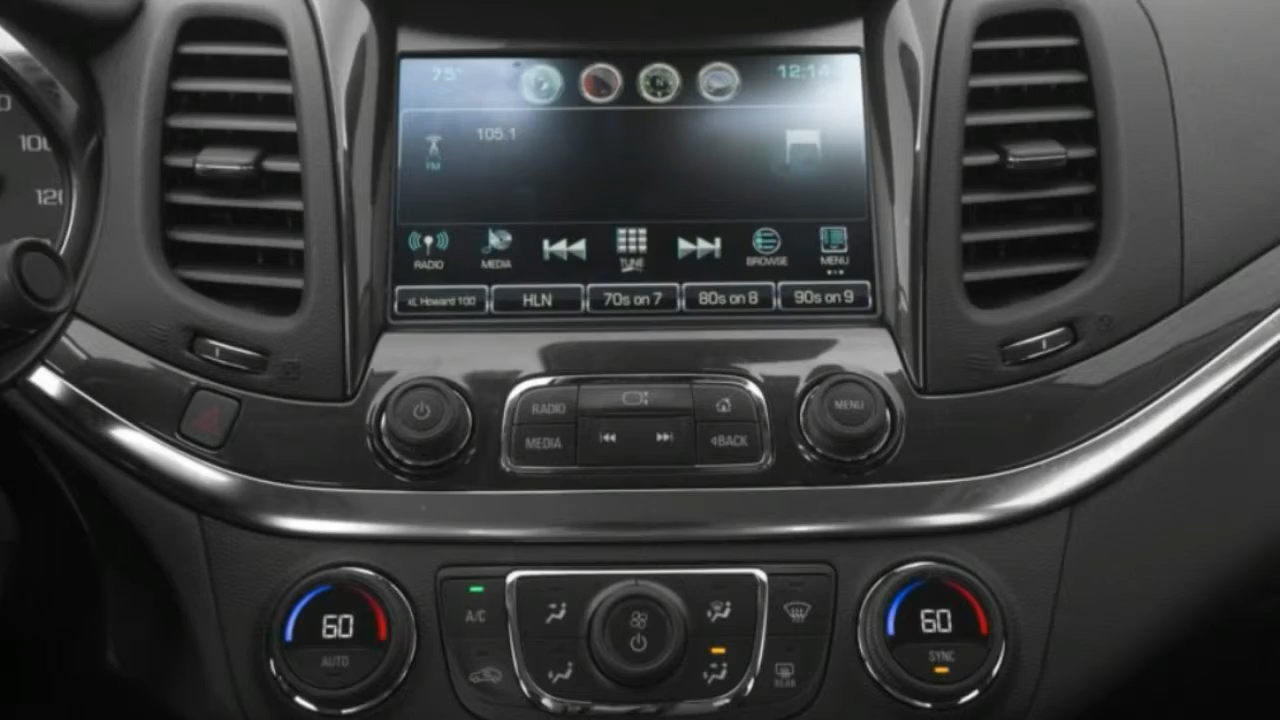 75°
12:14
105.1
FM
100
120
RADIO
MEDIA
TUNE
BROWSE
MENU
xL Howard 100
HLN
70s on 7
80s on 8
90s on 9
RADIO
MEDIA
BACK
MENU
60
AUTO
A/C
REAR
60
SYNC